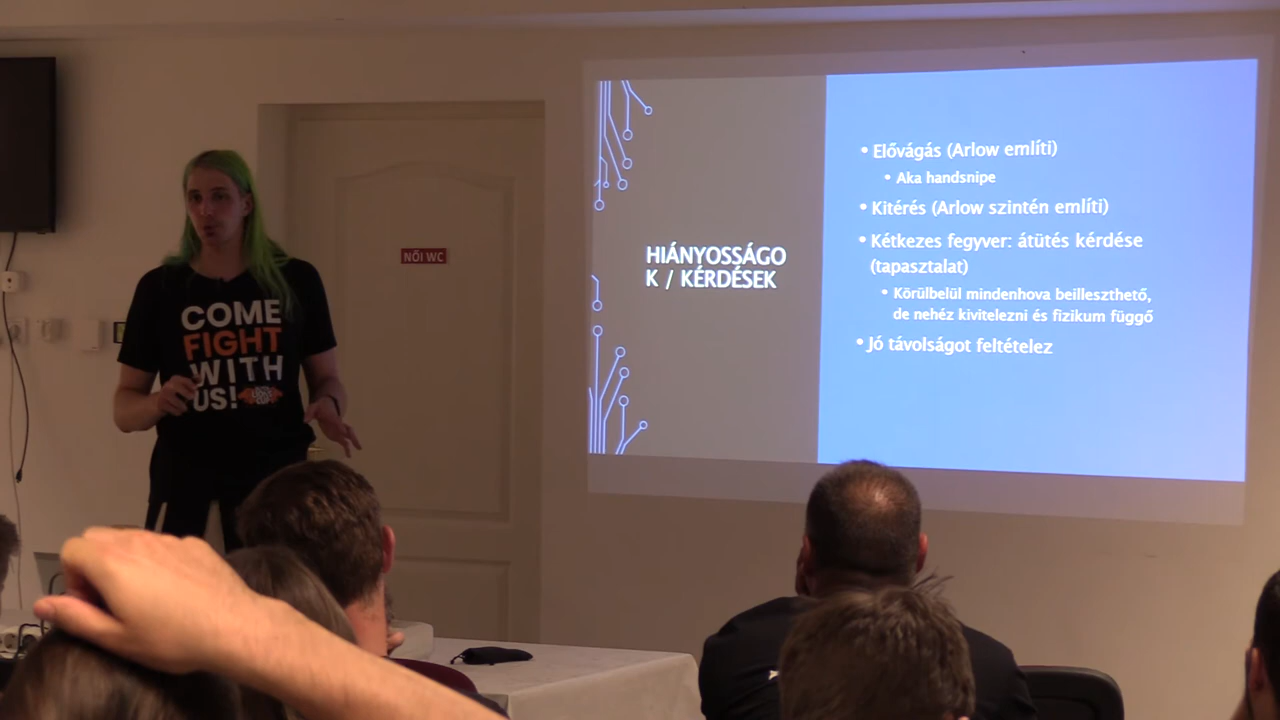 NŐI WC
COME
FIGHT
WITH
US!
HIÁNYOSSÁGO
K / KÉRDÉSEK
• Elővágás (Arlow említi)
• Aka handsnipe
• Kitérés (Arlow szintén említi)
• Kétkezes fegyver: átütés kérdése
(tapasztalat)
• Körülbelül mindenhova beilleszthető,
de nehéz kivitelezni és fizikum függő
• Jó távolságot feltételez